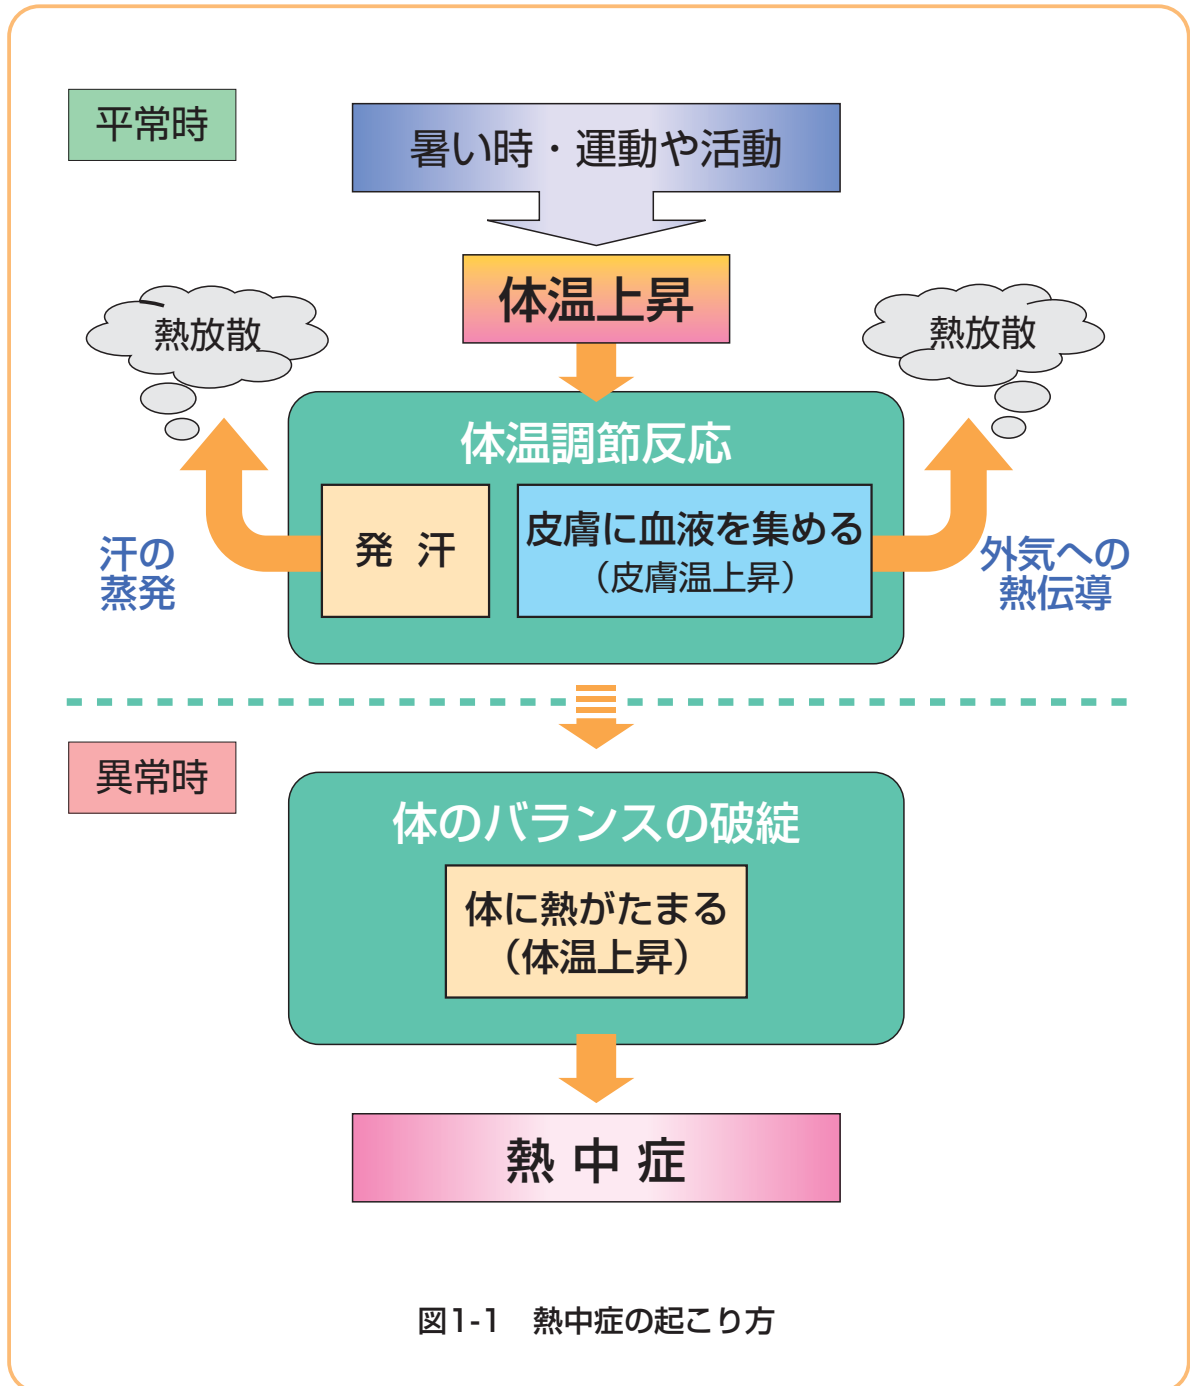 平常時
暑い時・運動や活動
体温上昇
熱放散
熱放散
体温調節反応
発 汗
皮膚に血液を集める
（皮膚温上昇）
汗の
蒸発
外気への
熱伝導
異常時
体のバランスの破綻
体に熱がたまる
（体温上昇）
熱 中 症
図1-1　熱中症の起こり方